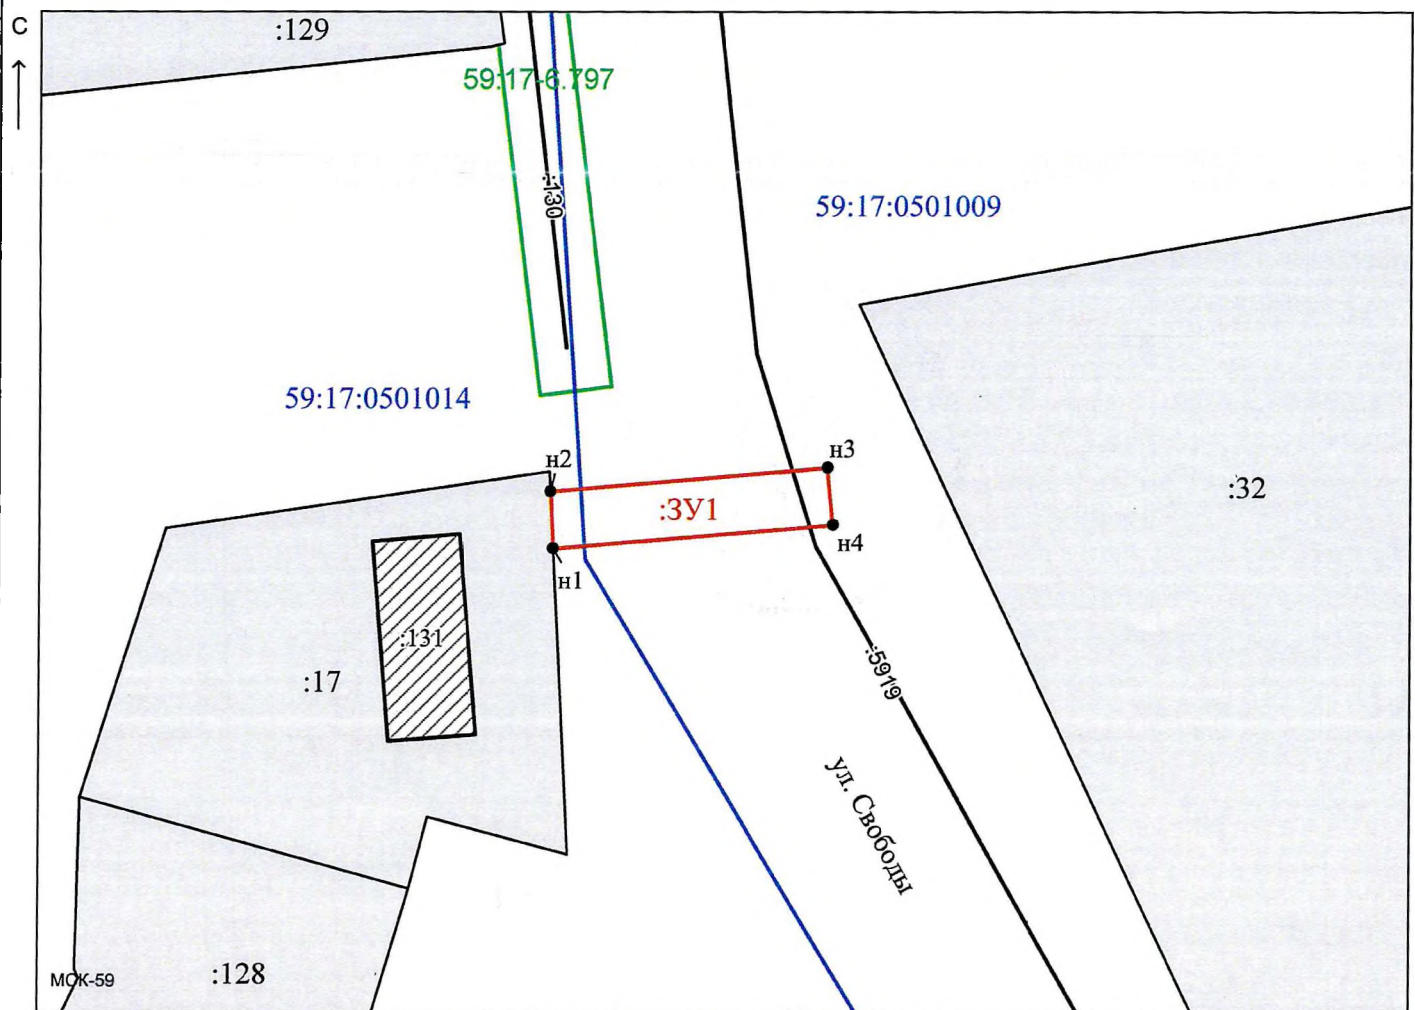 С
:129
59:17-6.797
:130
59:17:0501009
59:17:0501014
н2
н3
:ЗУ1
:32
н4
н1
:131
:5919
:17
ул. Свободы
МСК-59
:128